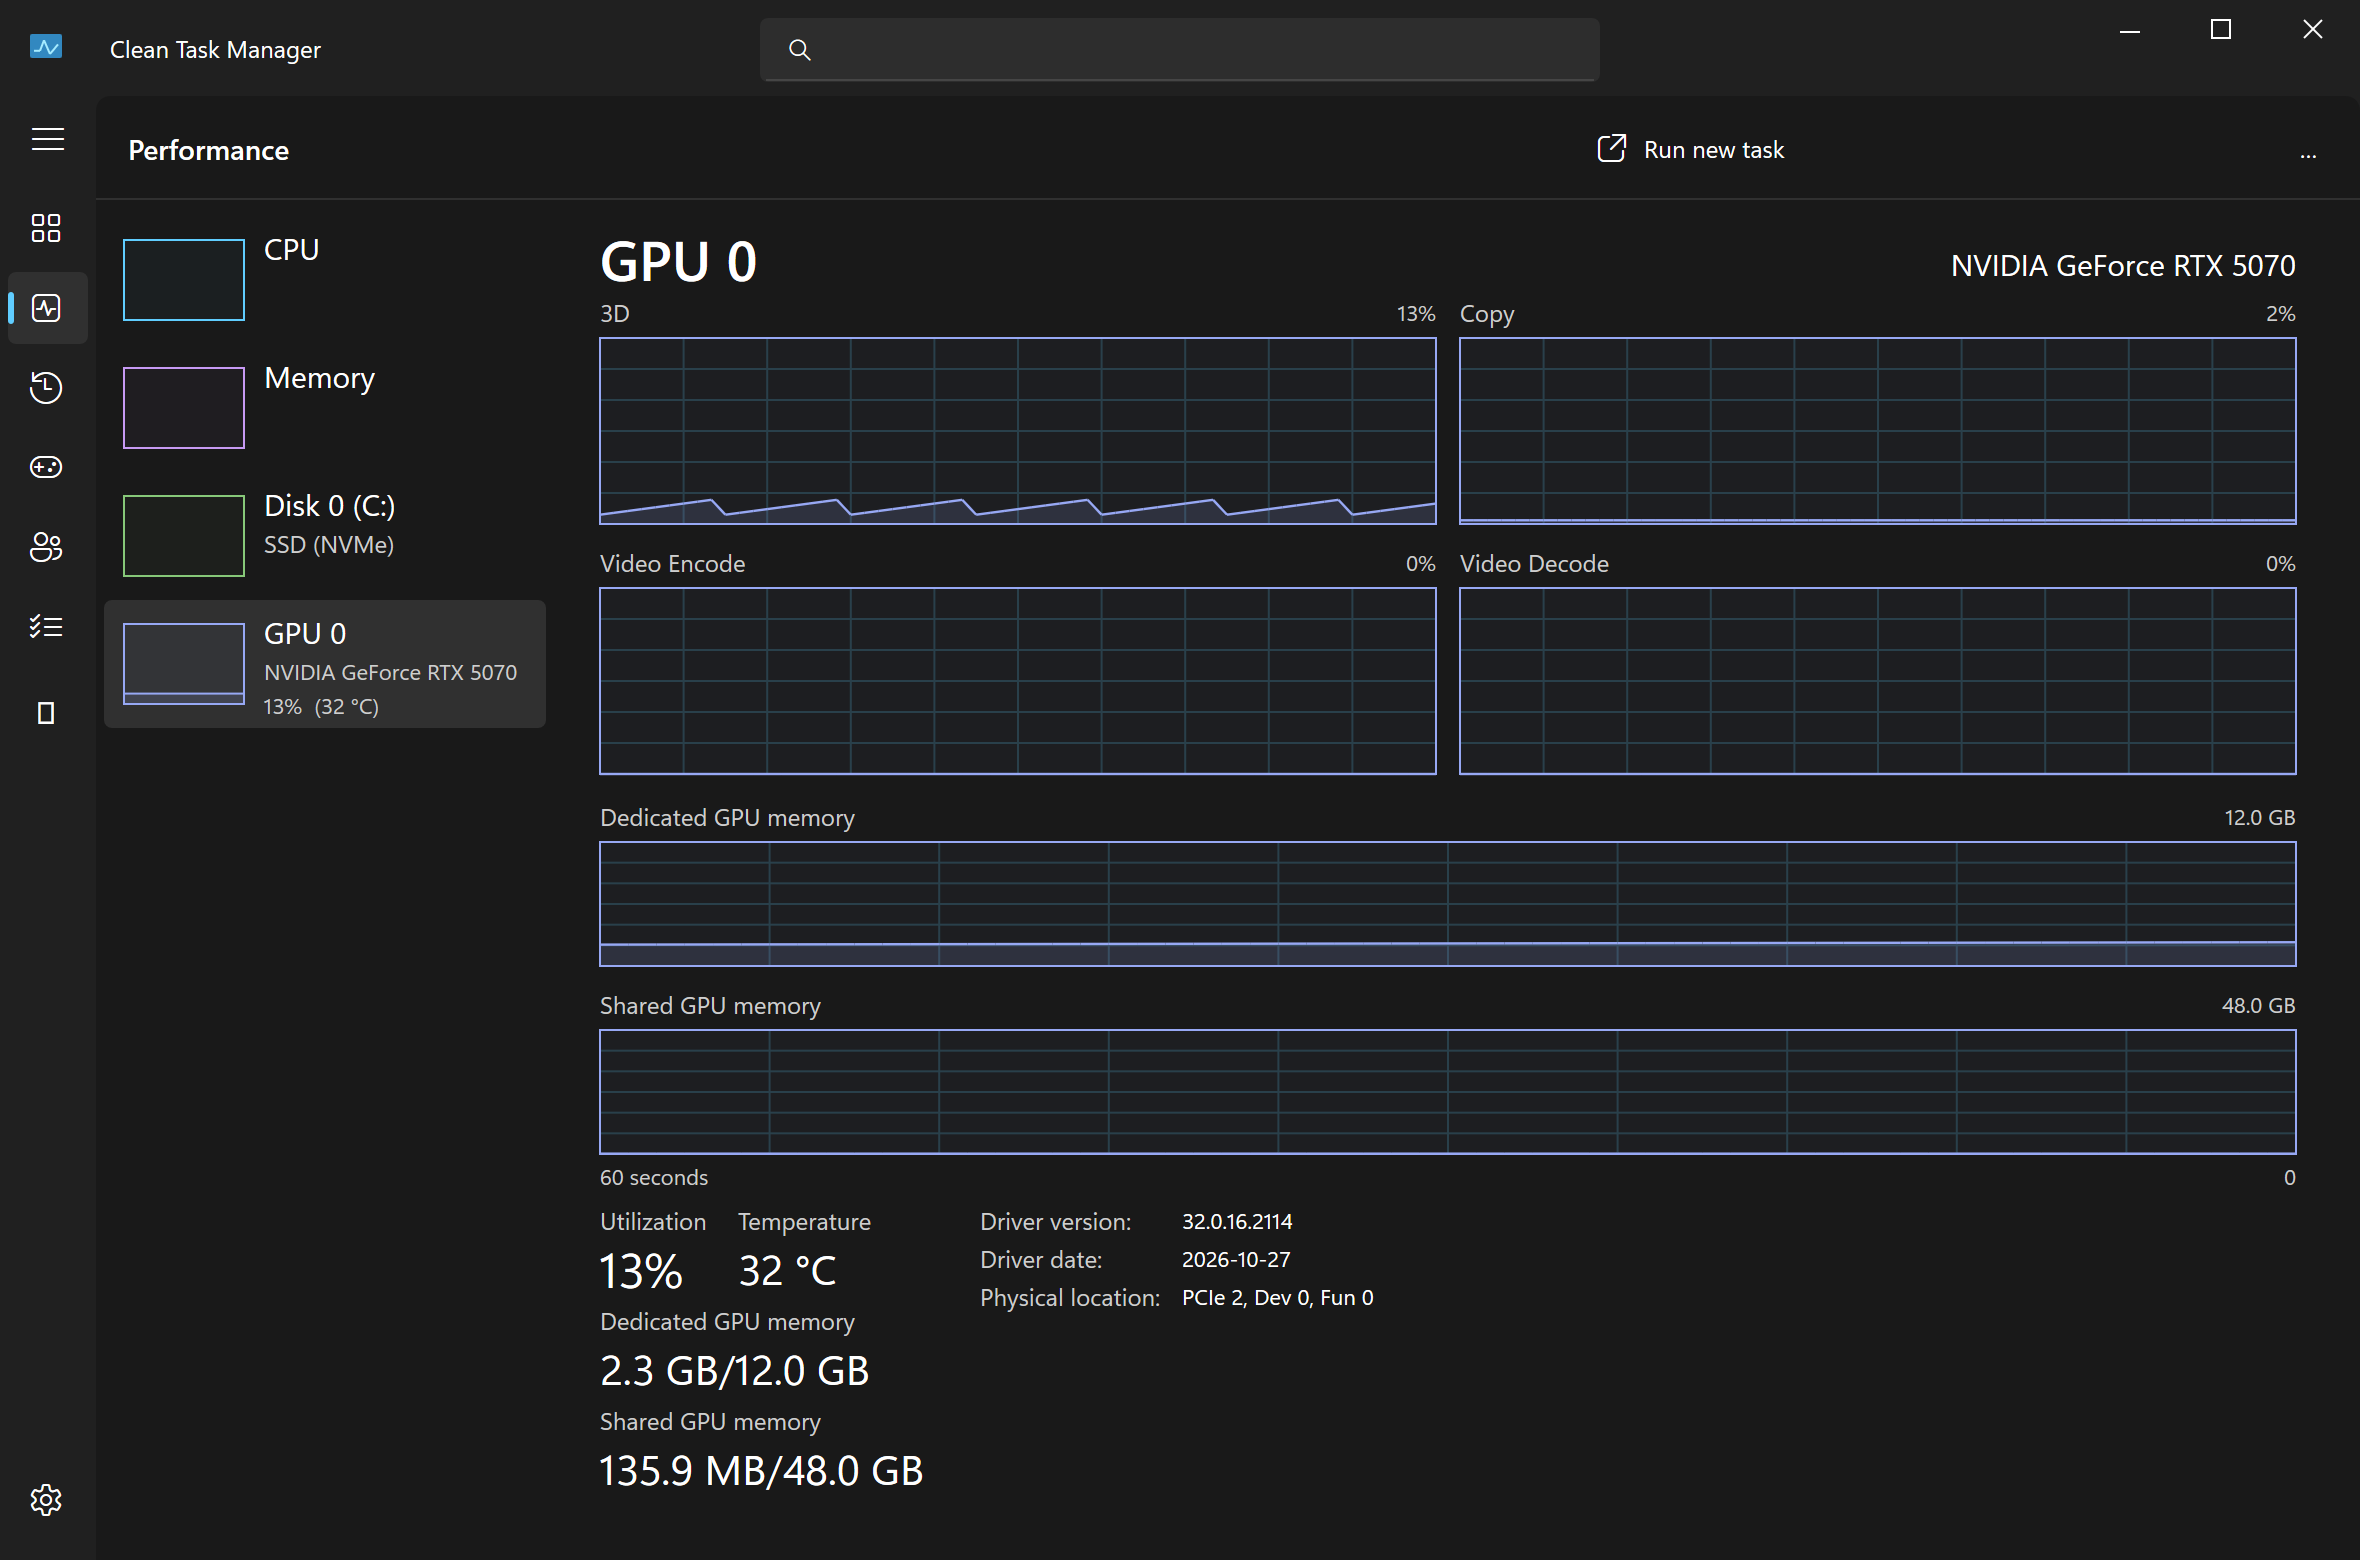 Clean Task Manager
Performance
Run new task
...
CPU
Memory
Disk 0 (C:)
SSD (NVMe)
GPU 0
NVIDIA GeForce RTX 5070
13% (32 °C)
GPU 0
NVIDIA GeForce RTX 5070
3D 13%
Copy 2%
Video Encode 0%
Video Decode 0%
Dedicated GPU memory 12.0 GB
Shared GPU memory 48.0 GB
60 seconds 0
Utilization Temperature
13% 32 °C
Dedicated GPU memory
2.3 GB/12.0 GB
Shared GPU memory
135.9 MB/48.0 GB
Driver version: 32.0.16.2114
Driver date: 2026-10-27
Physical location: PCIe 2, Dev 0, Fun 0